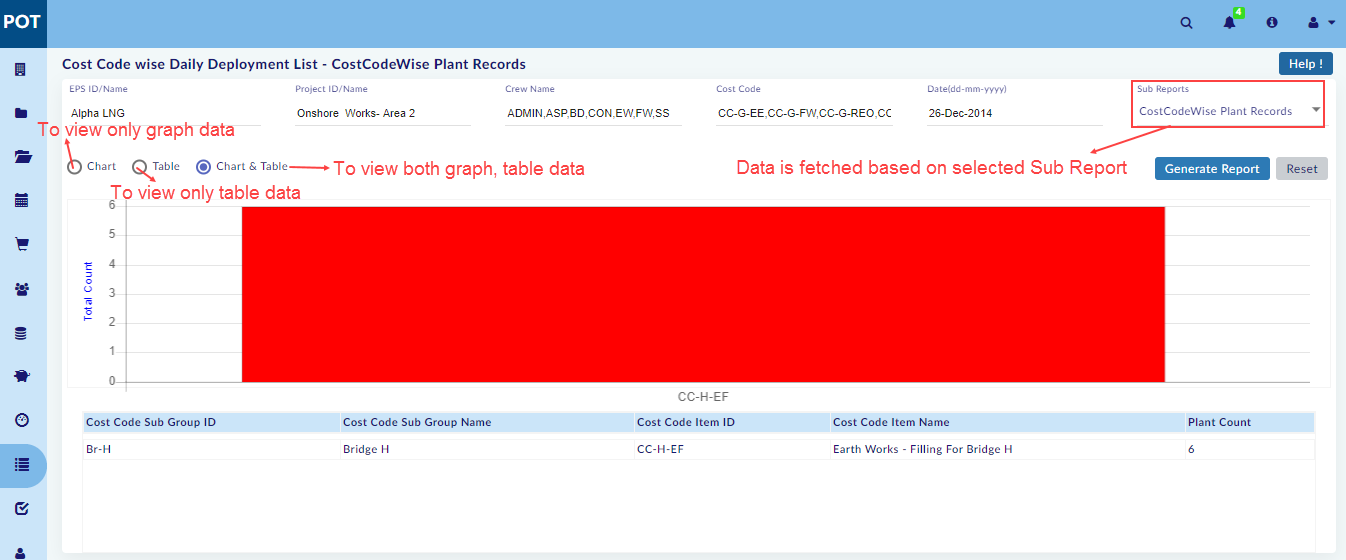 POT
4
Cost Code wise Daily Deployment List - CostCodeWise Plant Records
Help !
EPS ID/Name
Project ID/Name
Crew Name
Cost Code
Date(dd-mm-yyyy)
Sub Reports
Alpha LNG
Onshore Works- Area 2
ADMIN,ASP,BD,CON,EW,FW,SS
CC-G-EE,CC-G-FW,CC-G-REO,CC
26-Dec-2014
CostCodeWise Plant Records
To view only graph data
Chart
Table
Chart & Table
To view both graph, table data
Data is fetched based on selected Sub Report
Generate Report
Reset
To view only table data
6
5
4
3
2
1
0
Total Count
CC-H-EF
Cost Code Sub Group ID
Cost Code Sub Group Name
Cost Code Item ID
Cost Code Item Name
Plant Count
Br-H
Bridge H
CC-H-EF
Earth Works - Filling For Bridge H
6